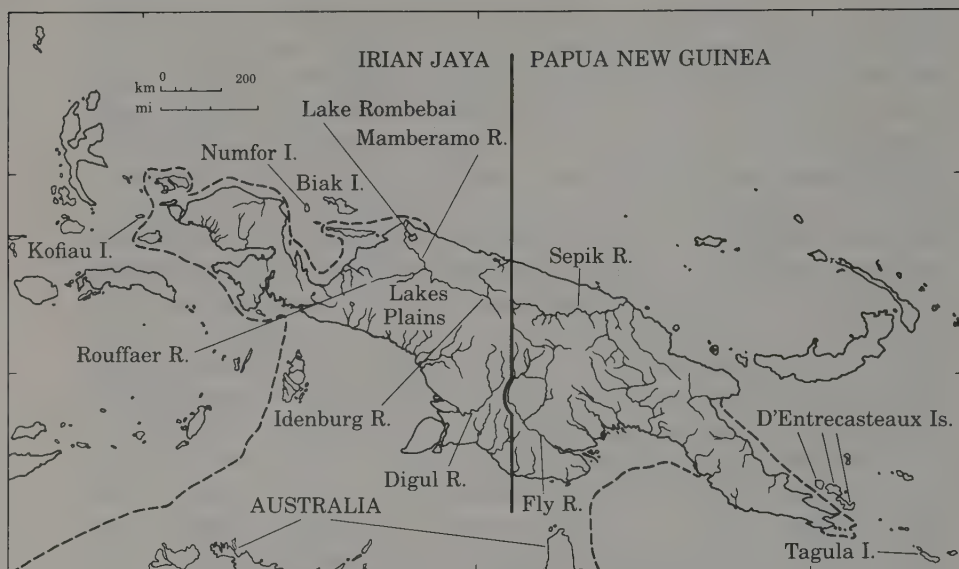 IRIAN JAYA
PAPUA NEW GUINEA
0 200
km
mi
Lake Rombebai
Mamberamo R.
Numfor I.
Biak I.
Kofiau I.
Sepik R.
Lakes
Plains
Rouffaer R.
Idenburg R.
D'Entrecasteaux Is.
Digul R.
Fly R.
AUSTRALIA
Tagula I.